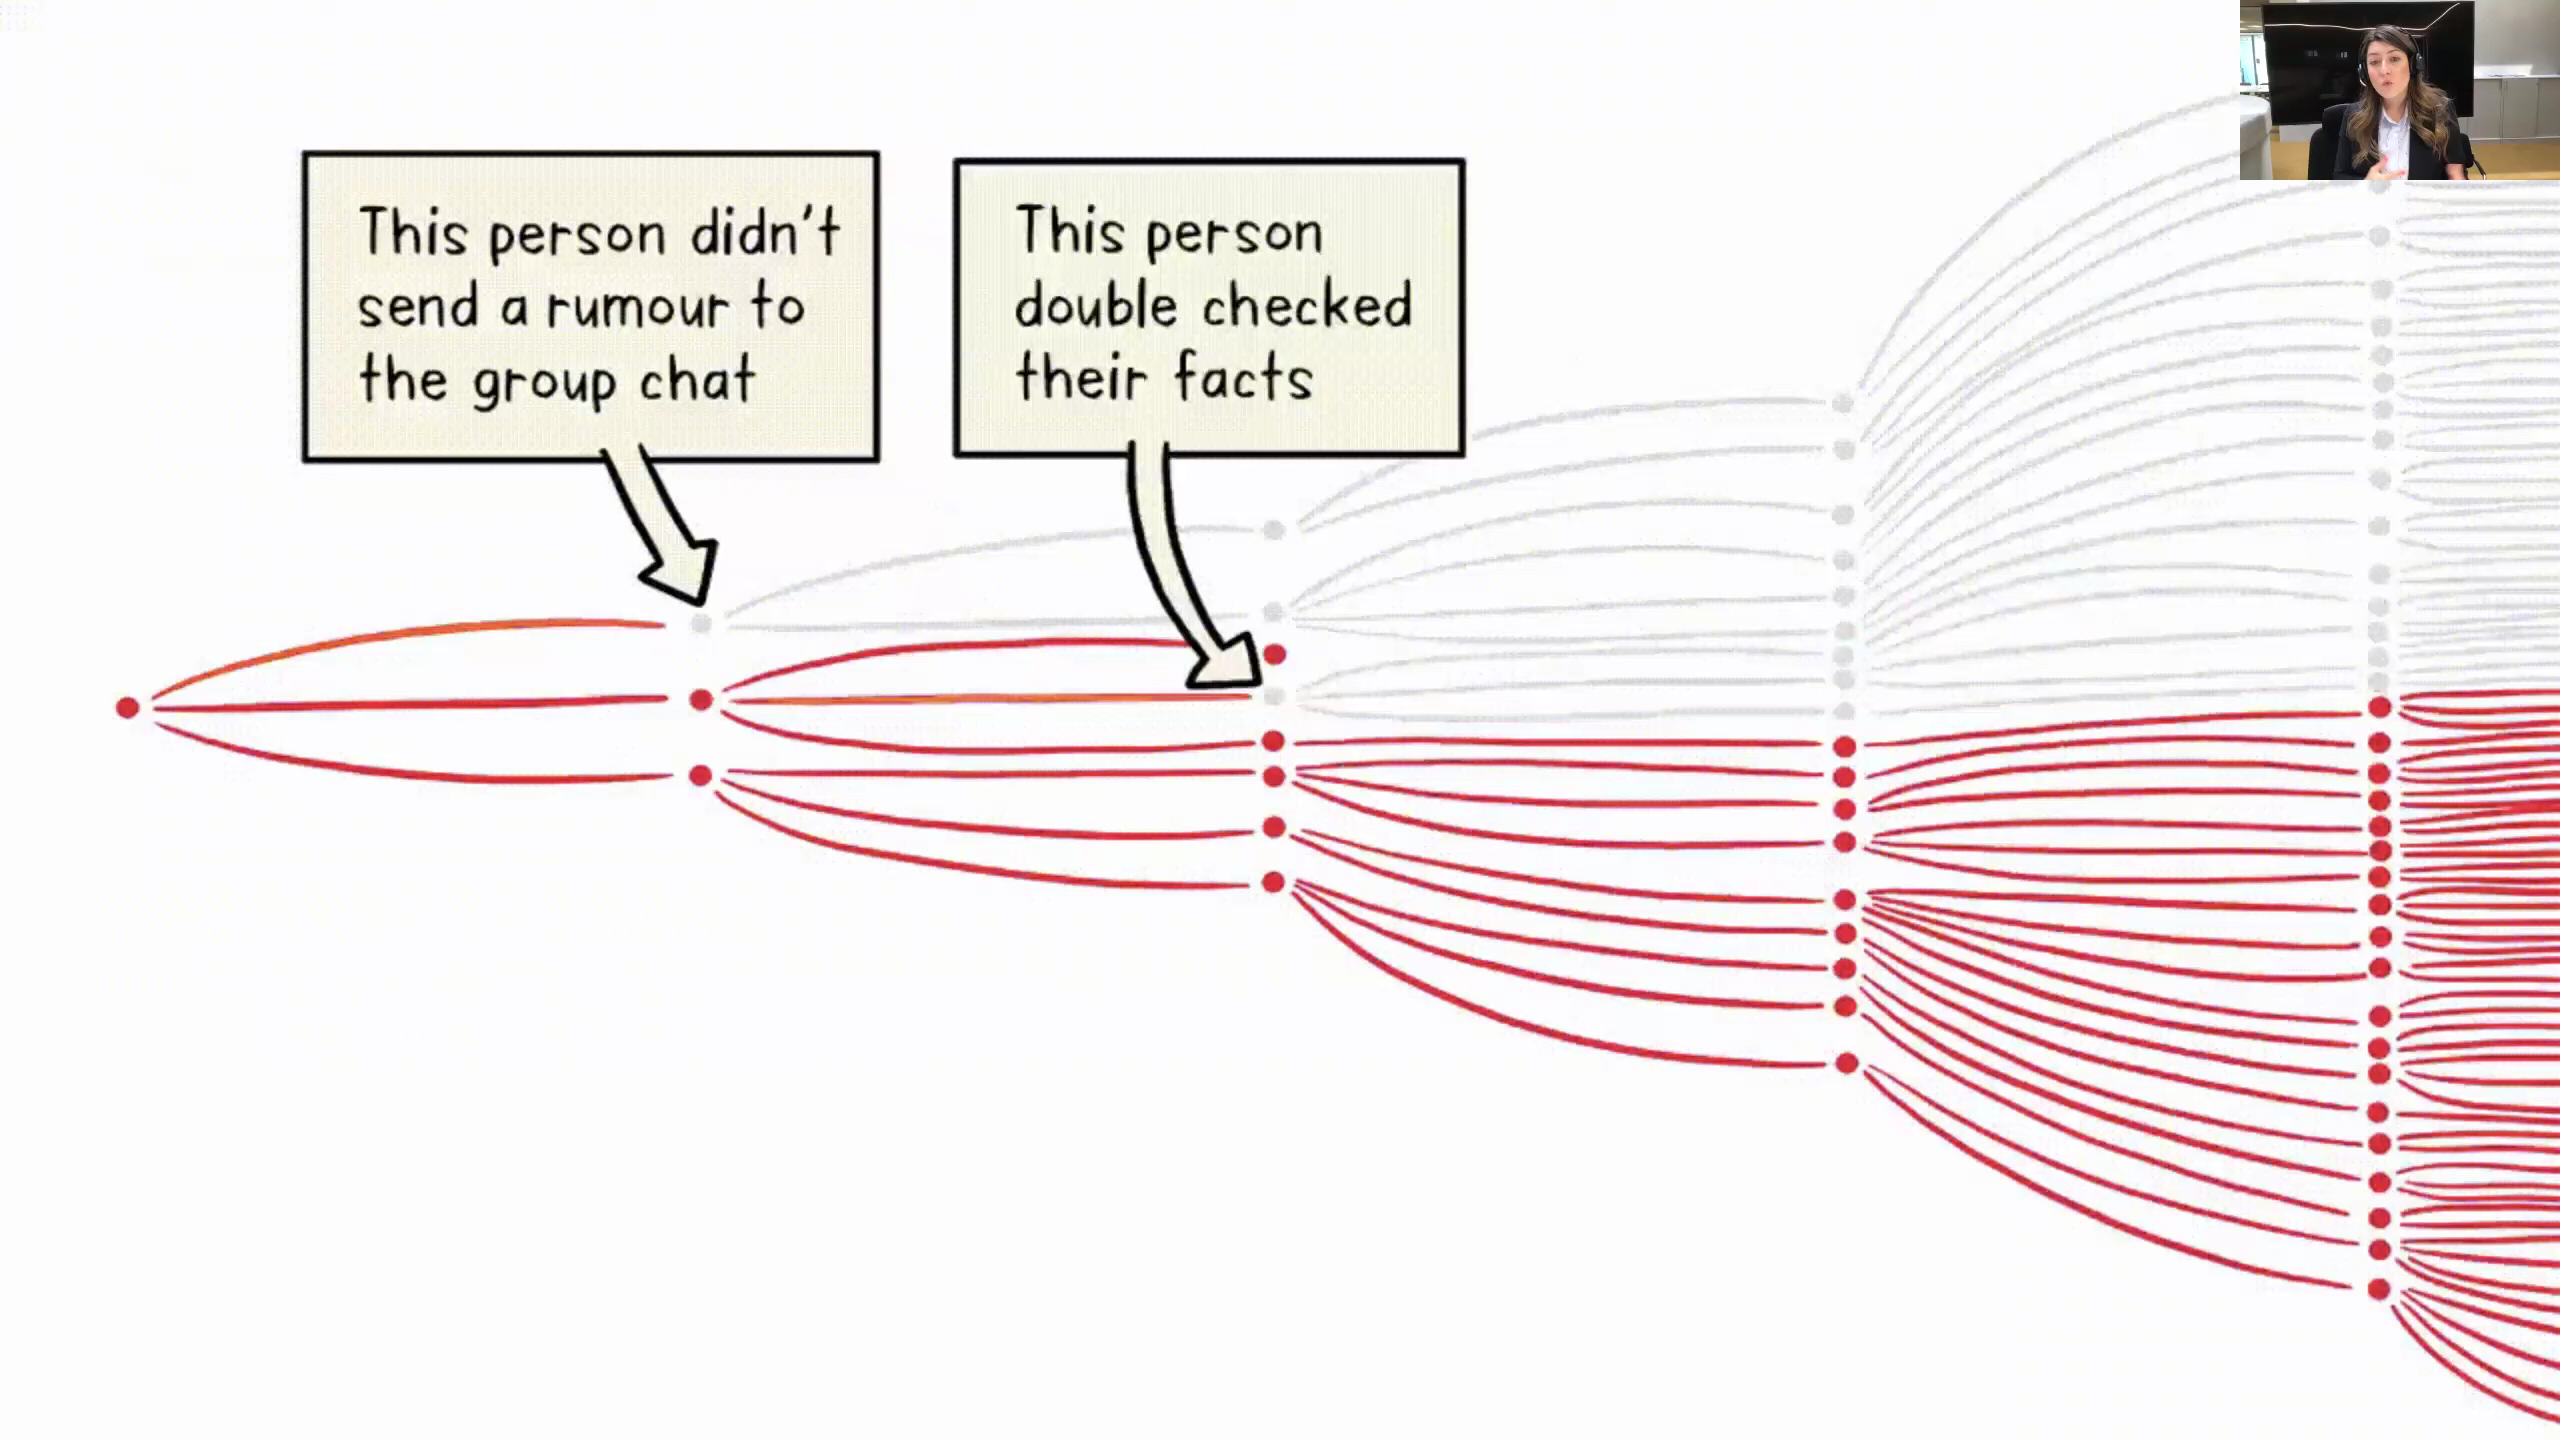 This person didn't
send a rumour to
the group chat
This person
double checked
their facts